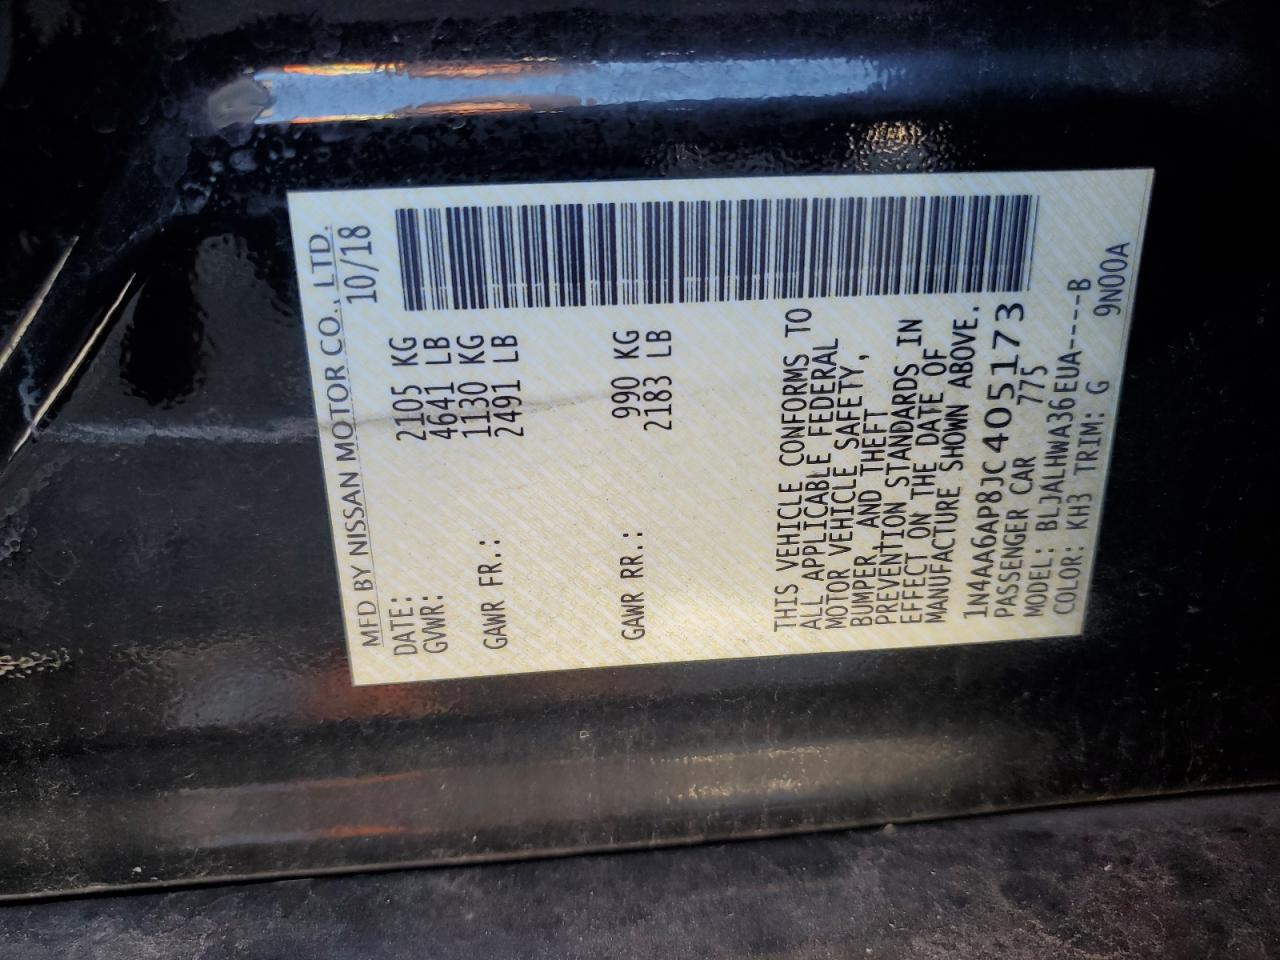 MFD BY NISSAN MOTOR CO., LTD.
DATE: 10/18
GVWR: 2105 KG
4641 LB
GAWR FR.: 1130 KG
2491 LB
GAWR RR.: 990 KG
2183 LB
THIS VEHICLE CONFORMS TO
ALL APPLICABLE FEDERAL
MOTOR VEHICLE SAFETY,
BUMPER, AND THEFT
PREVENTION STANDARDS IN
EFFECT ON THE DATE OF
MANUFACTURE SHOWN ABOVE.
1N4AA6AP8JC405173
PASSENGER CAR 775
MODEL: BLJALHWA36EUA----B
COLOR: KH3 TRIM: G 9N00A